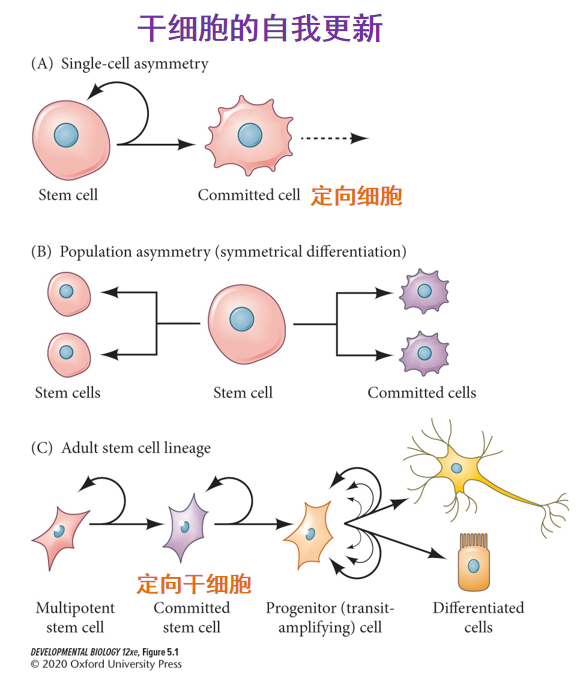 干细胞的自我更新
(A) Single-cell asymmetry
Stem cell
Committed cell 定向细胞
(B) Population asymmetry (symmetrical differentiation)
Stem cells
Stem cell
Committed cells
(C) Adult stem cell lineage
定向干细胞
Multipotent
stem cell
Committed
stem cell
Progenitor (transit-
amplifying) cell
Differentiated
cells
DEVELOPMENTAL BIOLOGY 12xe, Figure 5.1
© 2020 Oxford University Press